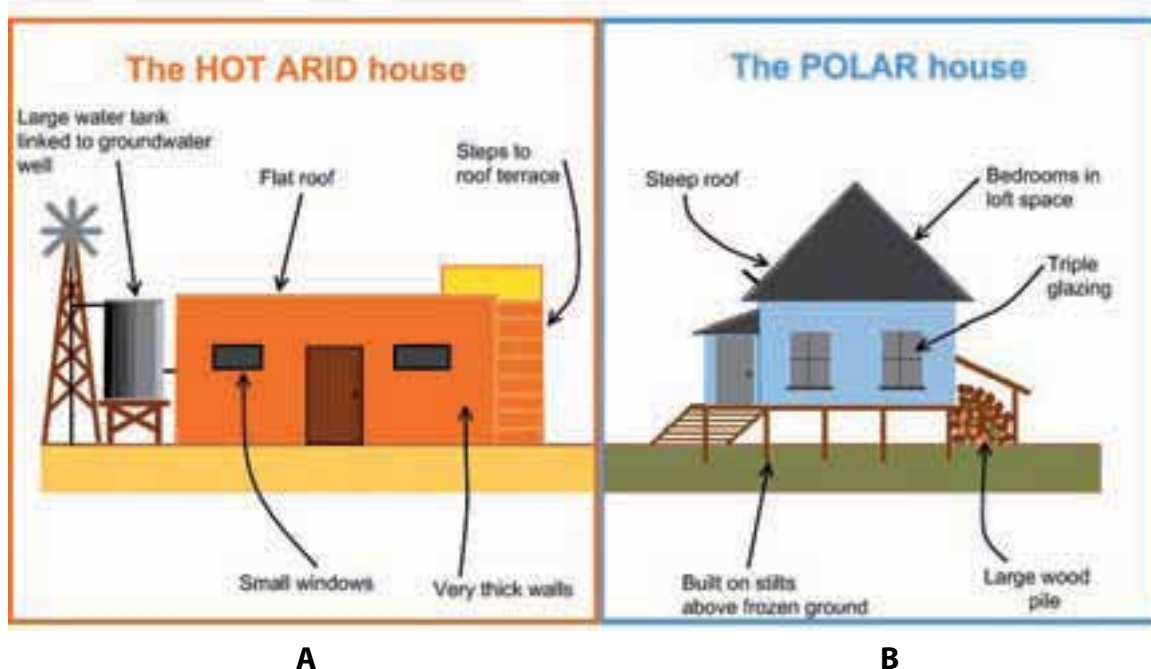 The HOT ARID house
Large water tank
linked to groundwater
well
Flat roof
Steps to
roof terrace
Small windows
Very thick walls
A
The POLAR house
Steep roof
Bedrooms in
loft space
Triple
glazing
Built on stilts
above frozen ground
Large wood
pile
B